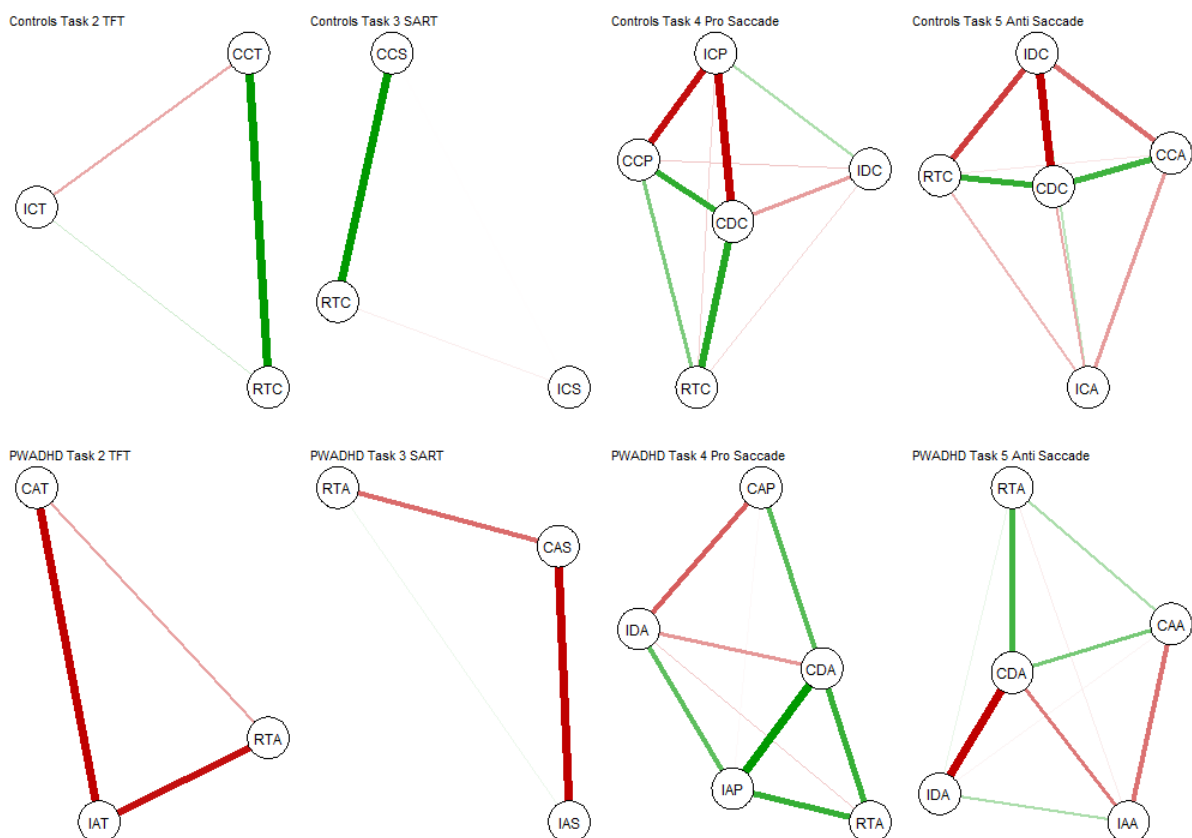 Controls Task 2 TFT
CCT
ICT
RTC
Controls Task 3 SART
CCS
RTC
ICS
Controls Task 4 Pro Saccade
ICP
CCP
IDC
CDC
RTC
Controls Task 5 Anti Saccade
IDC
CCA
RTC
CDC
ICA
PWADHD Task 2 TFT
CAT
RTA
IAT
PWADHD Task 3 SART
RTA
CAS
IAS
PWADHD Task 4 Pro Saccade
CAP
IDA
CDA
IAP
RTA
PWADHD Task 5 Anti Saccade
RTA
CAA
CDA
IDA
IAA